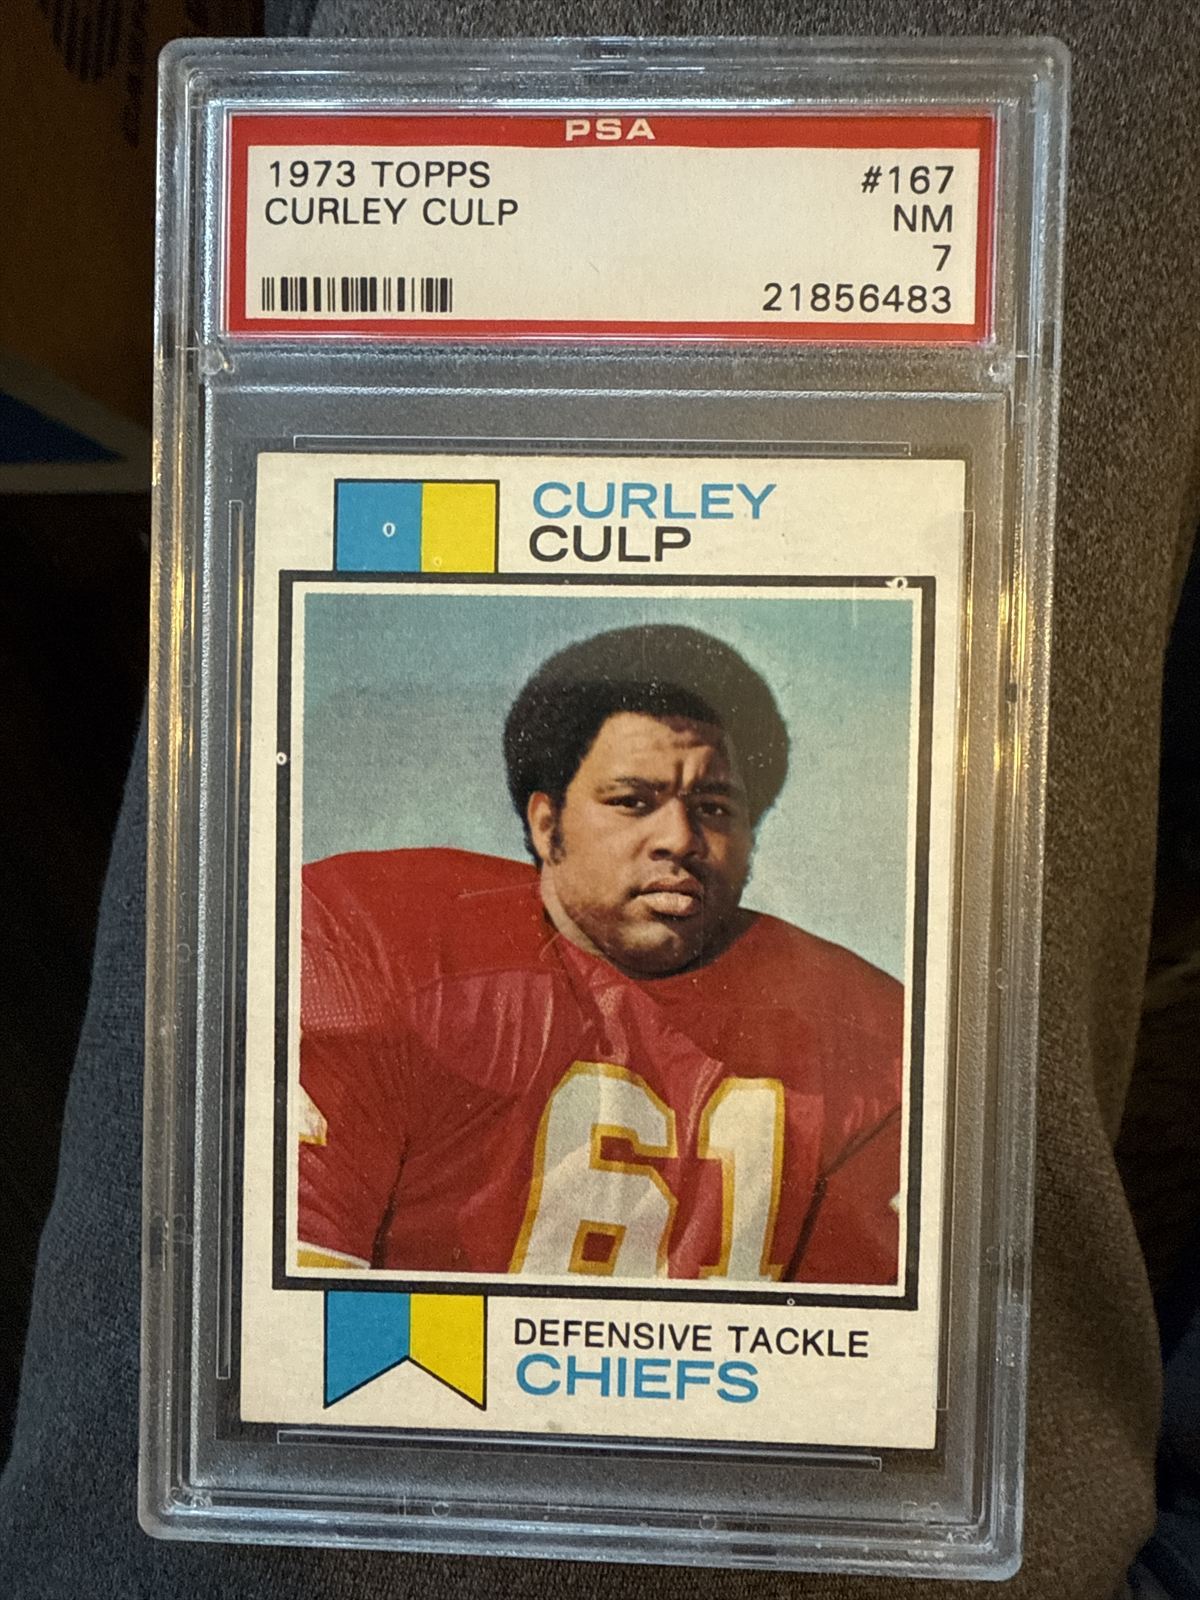 PSA
1973 TOPPS #167
CURLEY CULP NM
7
21856483
CURLEY
CULP
61
DEFENSIVE TACKLE
CHIEFS